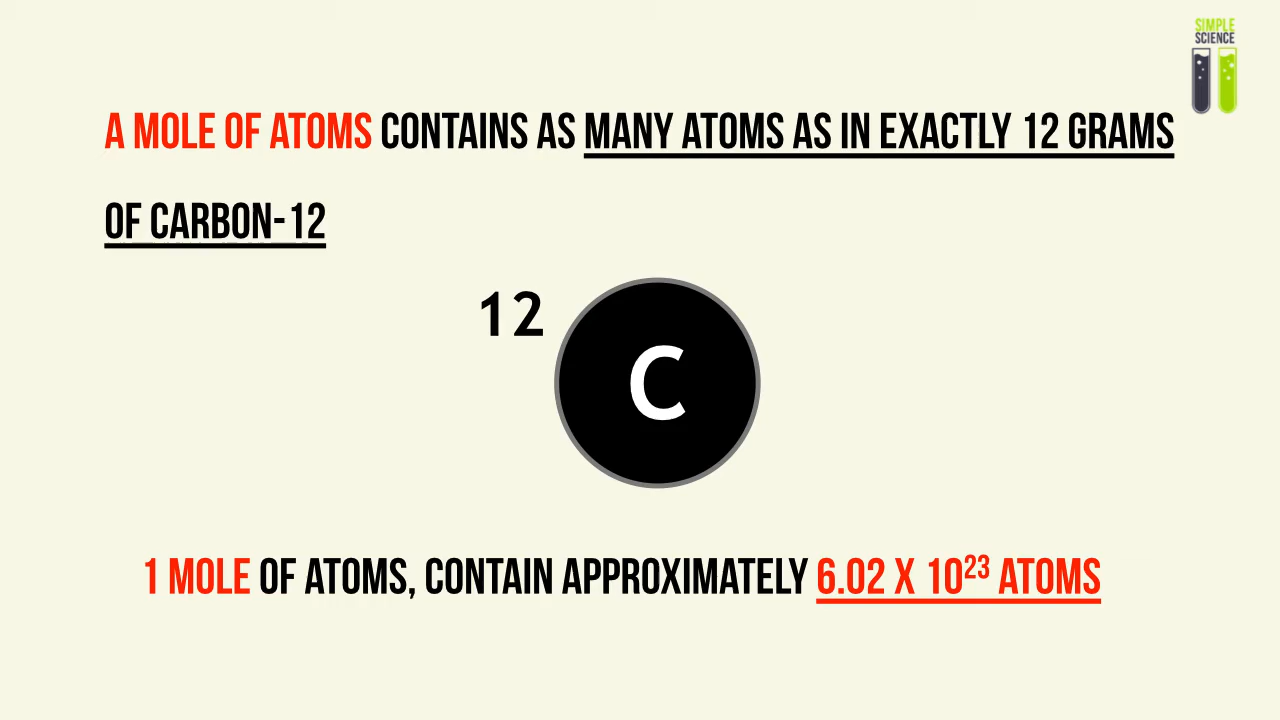 SIMPLE
SCIENCE
A MOLE OF ATOMS CONTAINS AS MANY ATOMS AS IN EXACTLY 12 GRAMS
OF CARBON-12
12
C
1 MOLE OF ATOMS, CONTAIN APPROXIMATELY 6.02 X 10²³ ATOMS